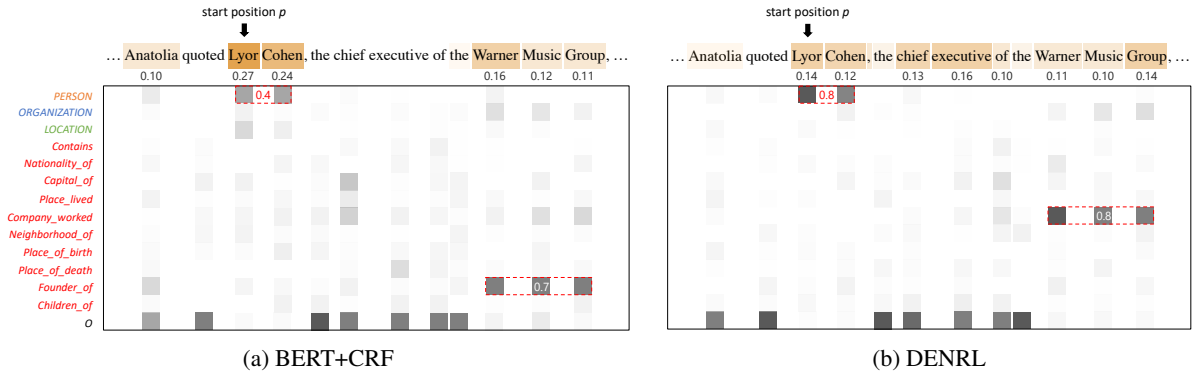 start position p
… Anatolia quoted Lyor Cohen, the chief executive of the Warner Music Group, …
0.10 0.27 0.24 0.16 0.12 0.11
PERSON
ORGANIZATION
LOCATION
Contains
Nationality_of
Capital_of
Place_lived
Company_worked
Neighborhood_of
Place_of_birth
Place_of_death
Founder_of
Children_of
O
0.4
0.7
(a) BERT+CRF
start position p
… Anatolia quoted Lyor Cohen, the chief executive of the Warner Music Group, …
0.14 0.12 0.13 0.16 0.10 0.11 0.10 0.14
0.8
0.8
(b) DENRL